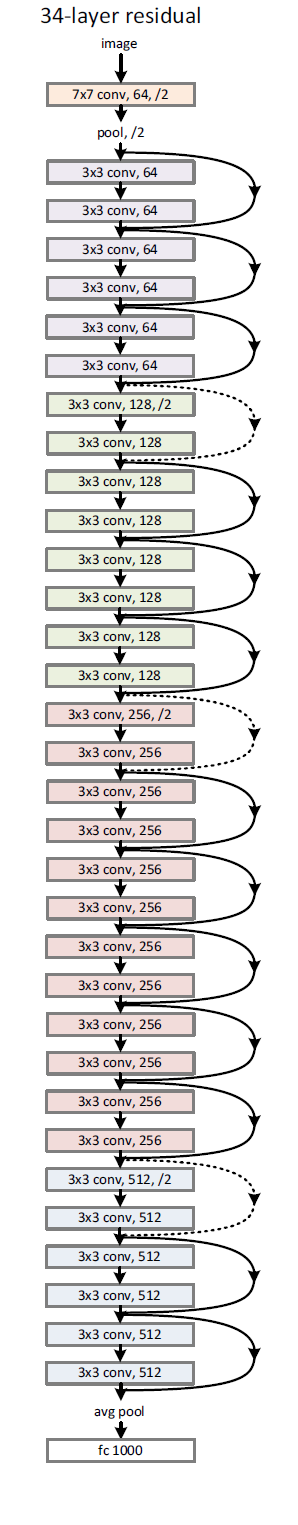 34-layer residual
image
7x7 conv, 64, /2
pool, /2
3x3 conv, 64
3x3 conv, 64
3x3 conv, 64
3x3 conv, 64
3x3 conv, 64
3x3 conv, 64
3x3 conv, 128, /2
3x3 conv, 128
3x3 conv, 128
3x3 conv, 128
3x3 conv, 128
3x3 conv, 128
3x3 conv, 128
3x3 conv, 128
3x3 conv, 256, /2
3x3 conv, 256
3x3 conv, 256
3x3 conv, 256
3x3 conv, 256
3x3 conv, 256
3x3 conv, 256
3x3 conv, 256
3x3 conv, 256
3x3 conv, 256
3x3 conv, 256
3x3 conv, 256
3x3 conv, 512, /2
3x3 conv, 512
3x3 conv, 512
3x3 conv, 512
3x3 conv, 512
3x3 conv, 512
avg pool
fc 1000